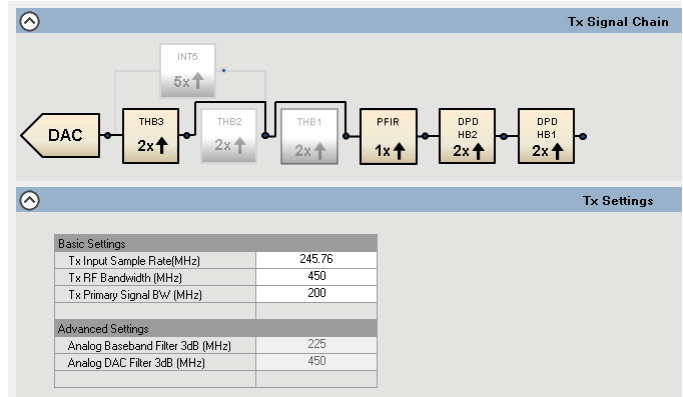 Tx Signal Chain
INT5
5x
DAC
THB3
2x
THB2
2x
THB1
2x
PFIR
1x
DPD
HB2
2x
DPD
HB1
2x
Tx Settings
Basic Settings
Tx Input Sample Rate(MHz) 245.76
Tx RF Bandwidth (MHz) 450
Tx Primary Signal BW (MHz) 200
Advanced Settings
Analog Baseband Filter 3dB (MHz) 225
Analog DAC Filter 3dB (MHz) 450